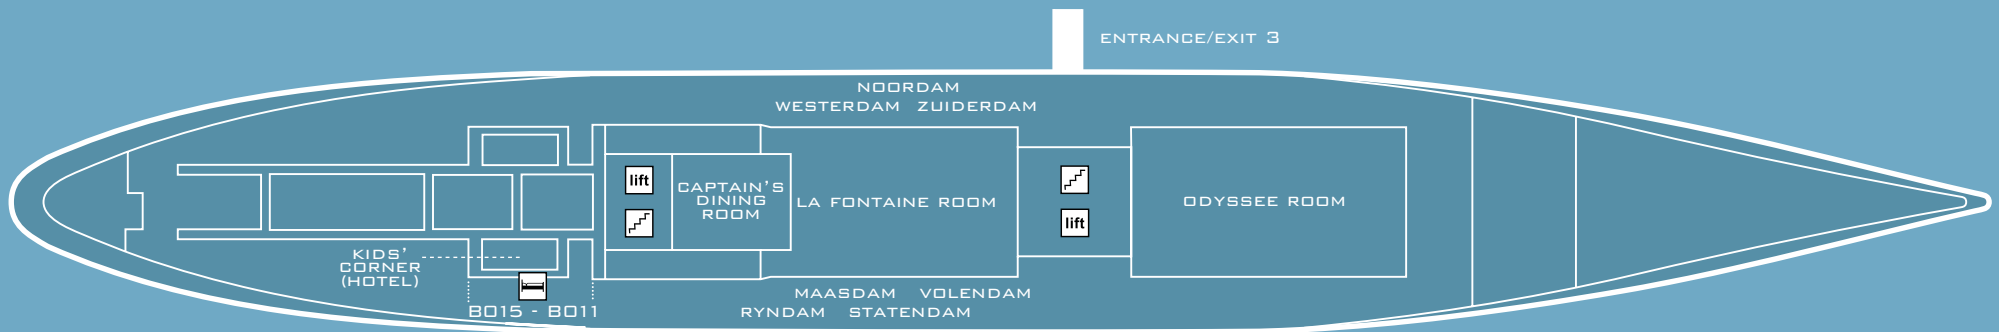 ENTRANCE/EXIT 3
NOORDAM
WESTERDAM ZUIDERDAM
lift
CAPTAIN'S
DINING
ROOM
LA FONTAINE ROOM
lift
ODYSSEE ROOM
KIDS'
CORNER
(HOTEL)
B015 - B011
MAASDAM VOLENDAM
RYNDAM STATENDAM